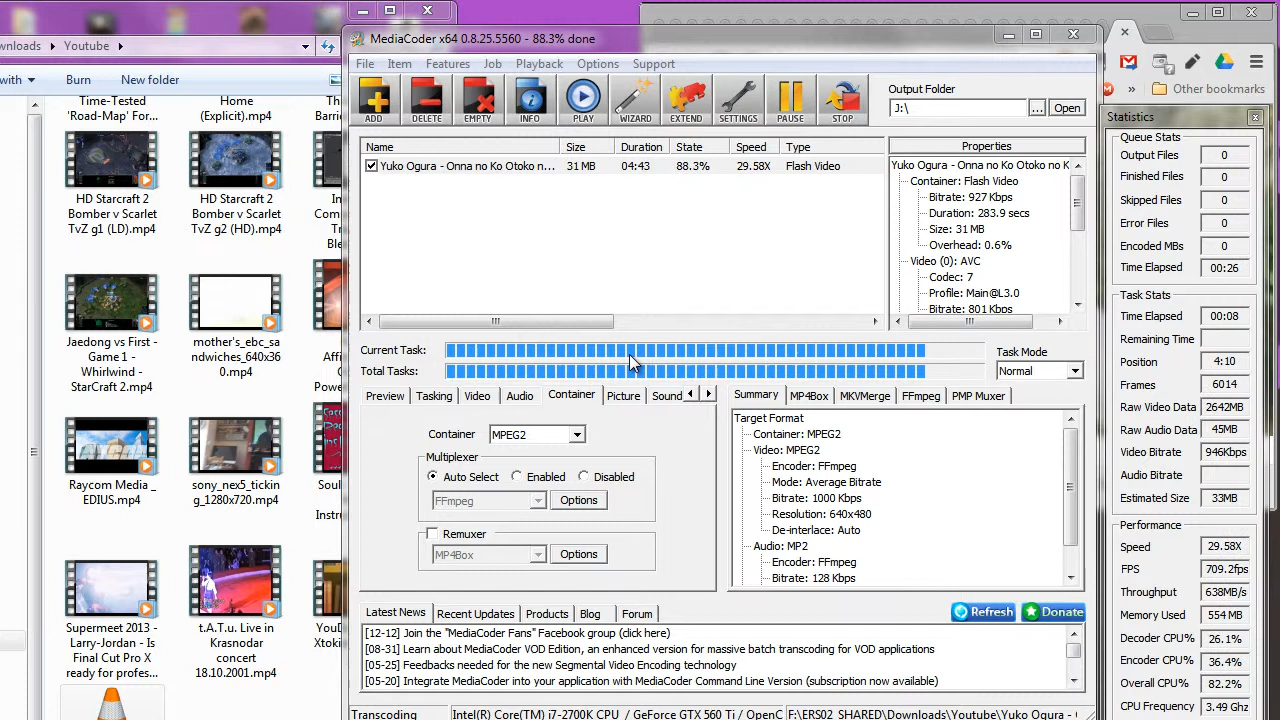 wnloads ▸ Youtube ▸
with ▾ Burn New folder
Time-Tested
'Road-Map' For...
Home
(Explicit).mp4
HD Starcraft 2
Bomber v Scarlet
TvZ g1 (LD).mp4
HD Starcraft 2
Bomber v Scarlet
TvZ g2 (HD).mp4
Jaedong vs First -
Game 1 -
Whirlwind -
StarCraft 2.mp4
mother's_ebc_sa
ndwiches_640x36
0.mp4
Raycom Media _
EDIUS.mp4
sony_nex5_tickin
g_1280x720.mp4
Supermeet 2013 -
Larry-Jordan - Is
Final Cut Pro X
ready for profes...
t.A.T.u. Live in
Krasnodar
concert
18.10.2001.mp4
MediaCoder x64 0.8.25.5560 - 88.3% done
File Item Features Job Playback Options Support
ADD DELETE EMPTY INFO PLAY WIZARD EXTEND SETTINGS PAUSE STOP
Output Folder
J:\ ... Open
Name Size Duration State Speed Type
Yuko Ogura - Onna no Ko Otoko n... 31 MB 04:43 88.3% 29.58X Flash Video
Properties
Yuko Ogura - Onna no Ko Otoko no K
Container: Flash Video
Bitrate: 927 Kbps
Duration: 283.9 secs
Size: 31 MB
Overhead: 0.6%
Video (0): AVC
Codec: 7
Profile: Main@L3.0
Bitrate: 801 Kbps
Current Task:
Total Tasks:
Task Mode
Normal
Preview Tasking Video Audio Container Picture Sound
Container MPEG2
Multiplexer
Auto Select Enabled Disabled
FFmpeg Options
Remuxer
MP4Box Options
Summary MP4Box MKVMerge FFmpeg PMP Muxer
Target Format
Container: MPEG2
Video: MPEG2
Encoder: FFmpeg
Mode: Average Bitrate
Bitrate: 1000 Kbps
Resolution: 640x480
De-interlace: Auto
Audio: MP2
Encoder: FFmpeg
Bitrate: 128 Kbps
Latest News Recent Updates Products Blog Forum
Refresh Donate
[12-12] Join the "MediaCoder Fans" Facebook group (click here)
[08-31] Learn about MediaCoder VOD Edition, an enhanced version for massive batch transcoding for VOD applications
[05-25] Feedbacks needed for the new Segmental Video Encoding technology
[05-20] Integrate MediaCoder into your application with MediaCoder Command Line Version (subscription now available)
Transcoding Intel(R) Core(TM) i7-2700K CPU / GeForce GTX 560 Ti / OpenC F:\ERS02_SHARED\Downloads\Youtube\Yuko Ogura -
» Other bookmarks
Statistics
Queue Stats
Output Files 0
Finished Files 0
Skipped Files 0
Error Files 0
Encoded MBs 0
Time Elapsed 00:26
Task Stats
Time Elapsed 00:08
Remaining Time
Position 4:10
Frames 6014
Raw Video Data 2642MB
Raw Audio Data 45MB
Video Bitrate 946Kbps
Audio Bitrate
Estimated Size 33MB
Performance
Speed 29.58X
FPS 709.2fps
Throughput 638MB/s
Memory Used 554 MB
Decoder CPU% 26.1%
Encoder CPU% 36.4%
Overall CPU% 82.2%
CPU Frequency 3.49 Ghz